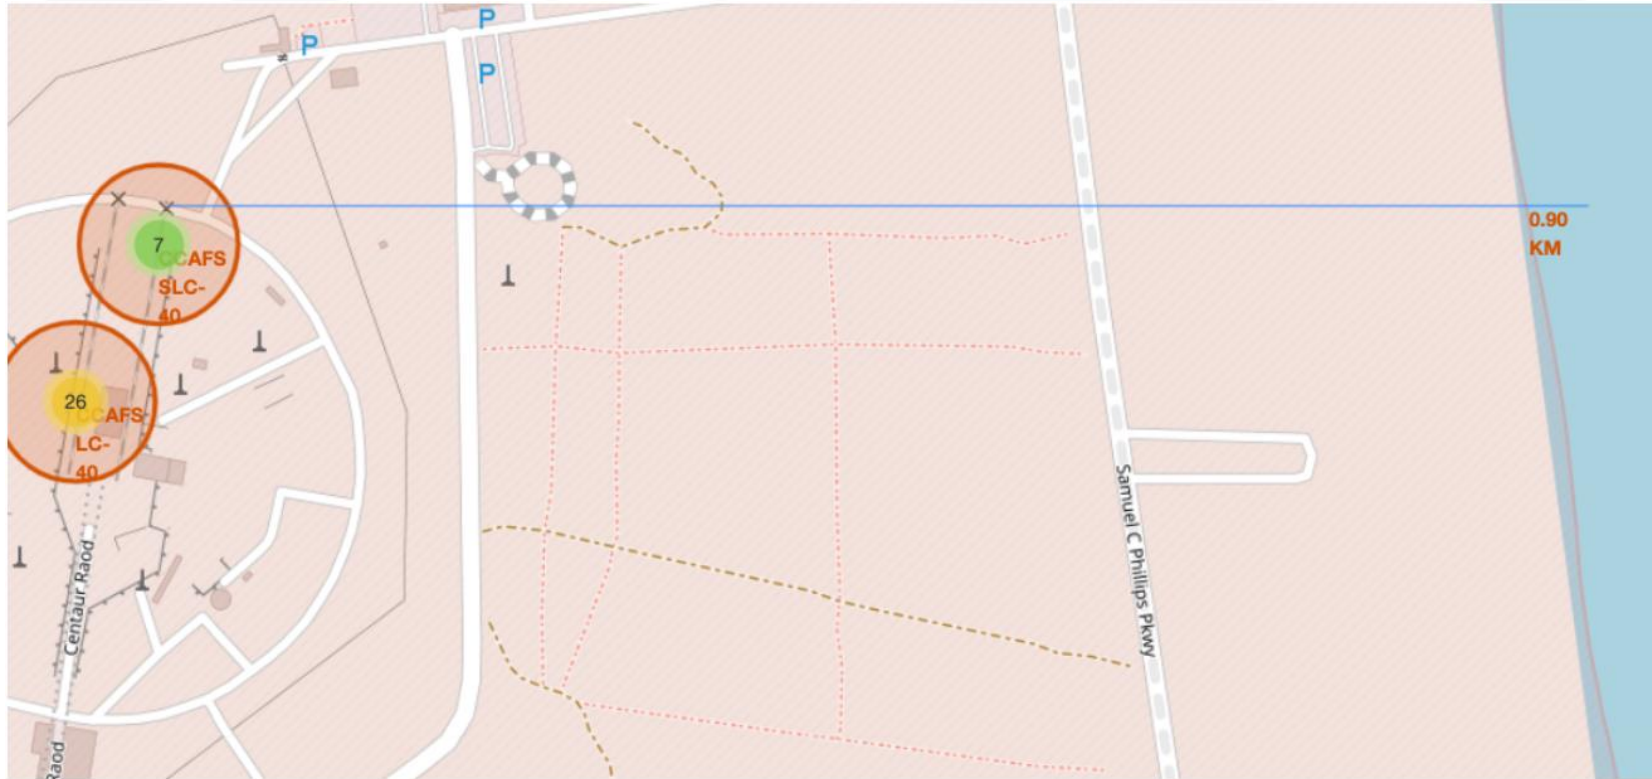 P
P
P
0.90
KM
7
CCAFS
SLC-
40
26
CCAFS
LC-
40
Samuel C Phillips Pkwy
Centaur Raod
Raod